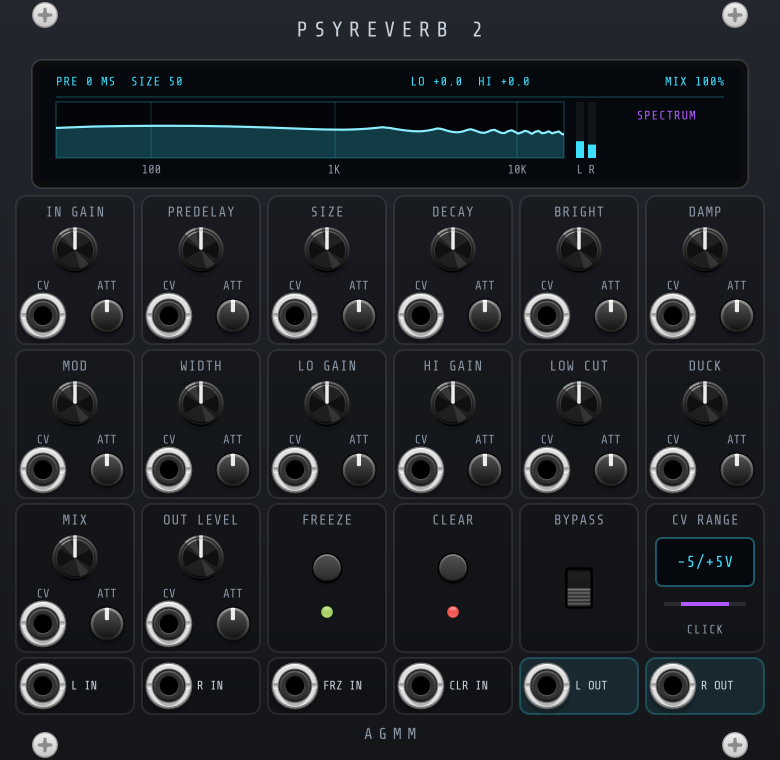 PSYREVERB 2
PRE 0 MS SIZE 50 LO +0.0 HI +0.0 MIX 100%
SPECTRUM
100 1K 10K L R
IN GAIN PREDELAY SIZE DECAY BRIGHT DAMP
CV ATT CV ATT CV ATT CV ATT CV ATT CV ATT
MOD WIDTH LO GAIN HI GAIN LOW CUT DUCK
CV ATT CV ATT CV ATT CV ATT CV ATT CV ATT
MIX OUT LEVEL FREEZE CLEAR BYPASS CV RANGE
-5/+5V
CV ATT CV ATT
CLICK
L IN R IN FRZ IN CLR IN L OUT R OUT
AGMM